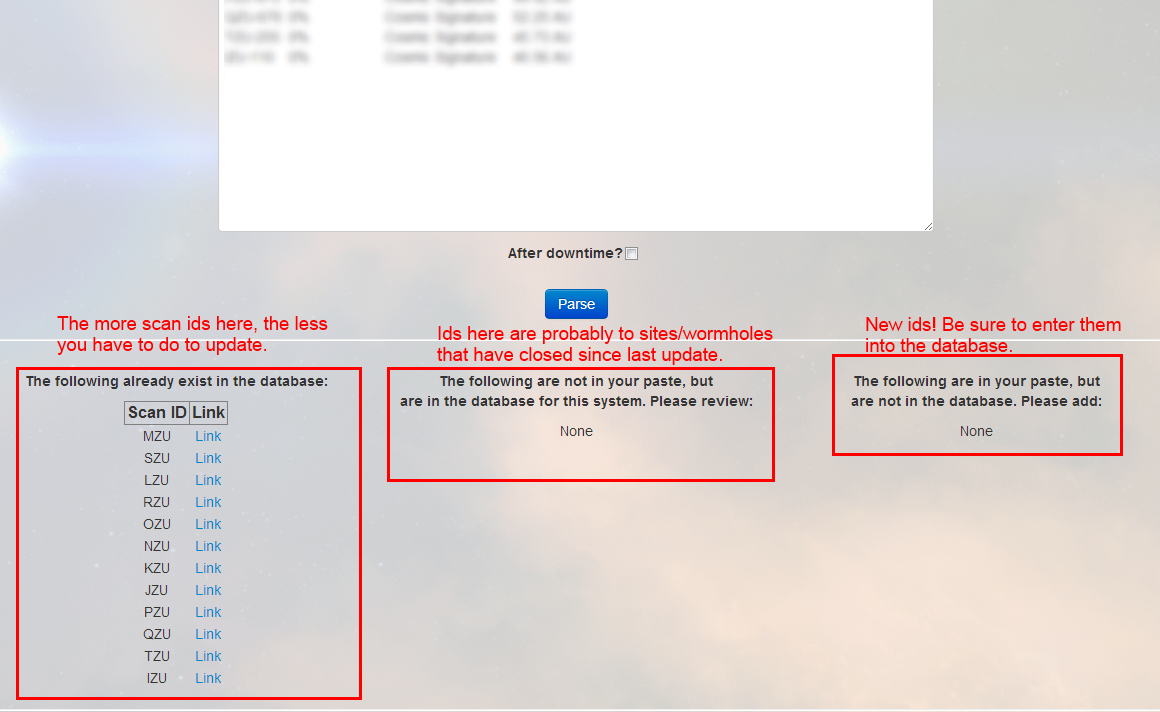 After downtime?
Parse
The more scan ids here, the less
you have to do to update.
Ids here are probably to sites/wormholes
that have closed since last update.
New ids! Be sure to enter them
into the database.
The following already exist in the database:
Scan ID Link
MZU Link
SZU Link
LZU Link
RZU Link
OZU Link
NZU Link
KZU Link
JZU Link
PZU Link
QZU Link
TZU Link
IZU Link
The following are not in your paste, but
are in the database for this system. Please review:
None
The following are in your paste, but
are not in the database. Please add:
None